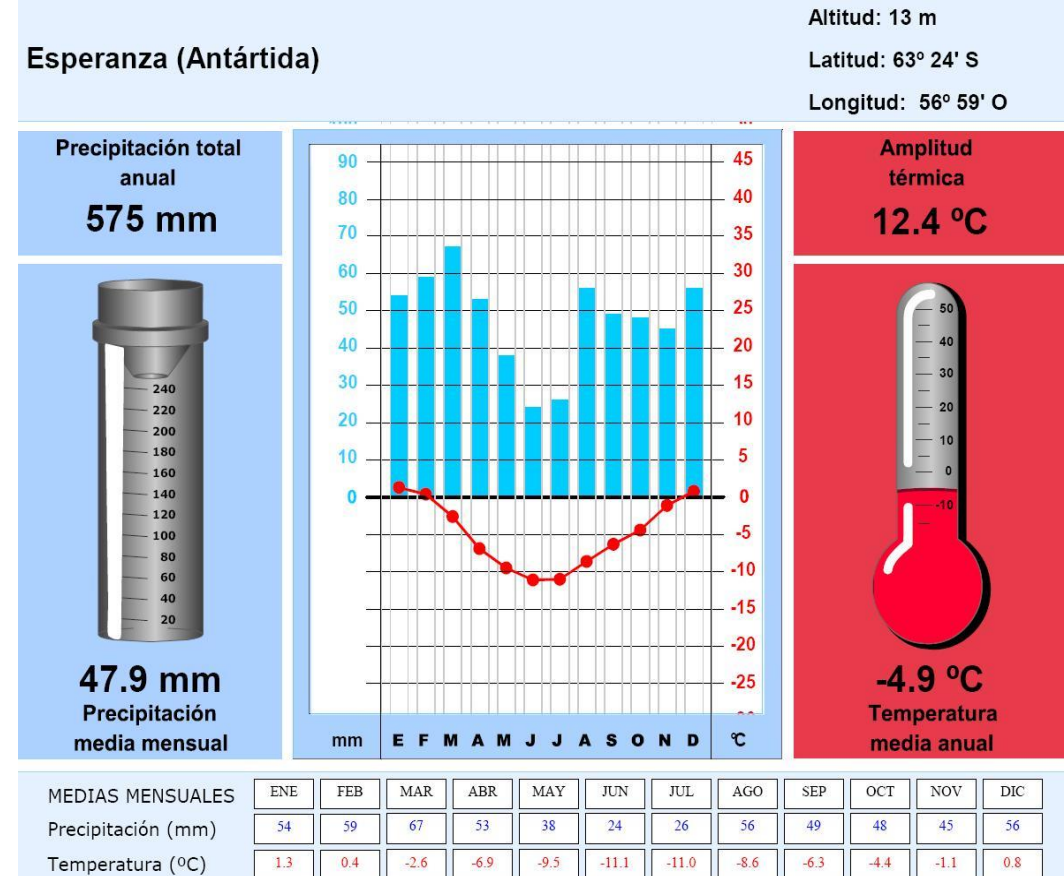 Esperanza (Antártida)
Altitud: 13 m
Latitud: 63º 24' S
Longitud: 56º 59' O
Precipitación total
anual
575 mm
240
220
200
180
160
140
120
100
80
60
40
20
47.9 mm
Precipitación
media mensual
90
80
70
60
50
40
30
20
10
0
45
40
35
30
25
20
15
10
5
0
-5
-10
-15
-20
-25
mm E F M A M J J A S O N D ºC
Amplitud
térmica
12.4 ºC
50
40
30
20
10
0
-10
-4.9 ºC
Temperatura
media anual
MEDIAS MENSUALES ENE FEB MAR ABR MAY JUN JUL AGO SEP OCT NOV DIC
Precipitación (mm) 54 59 67 53 38 24 26 56 49 48 45 56
Temperatura (ºC) 1.3 0.4 -2.6 -6.9 -9.5 -11.1 -11.0 -8.6 -6.3 -4.4 -1.1 0.8